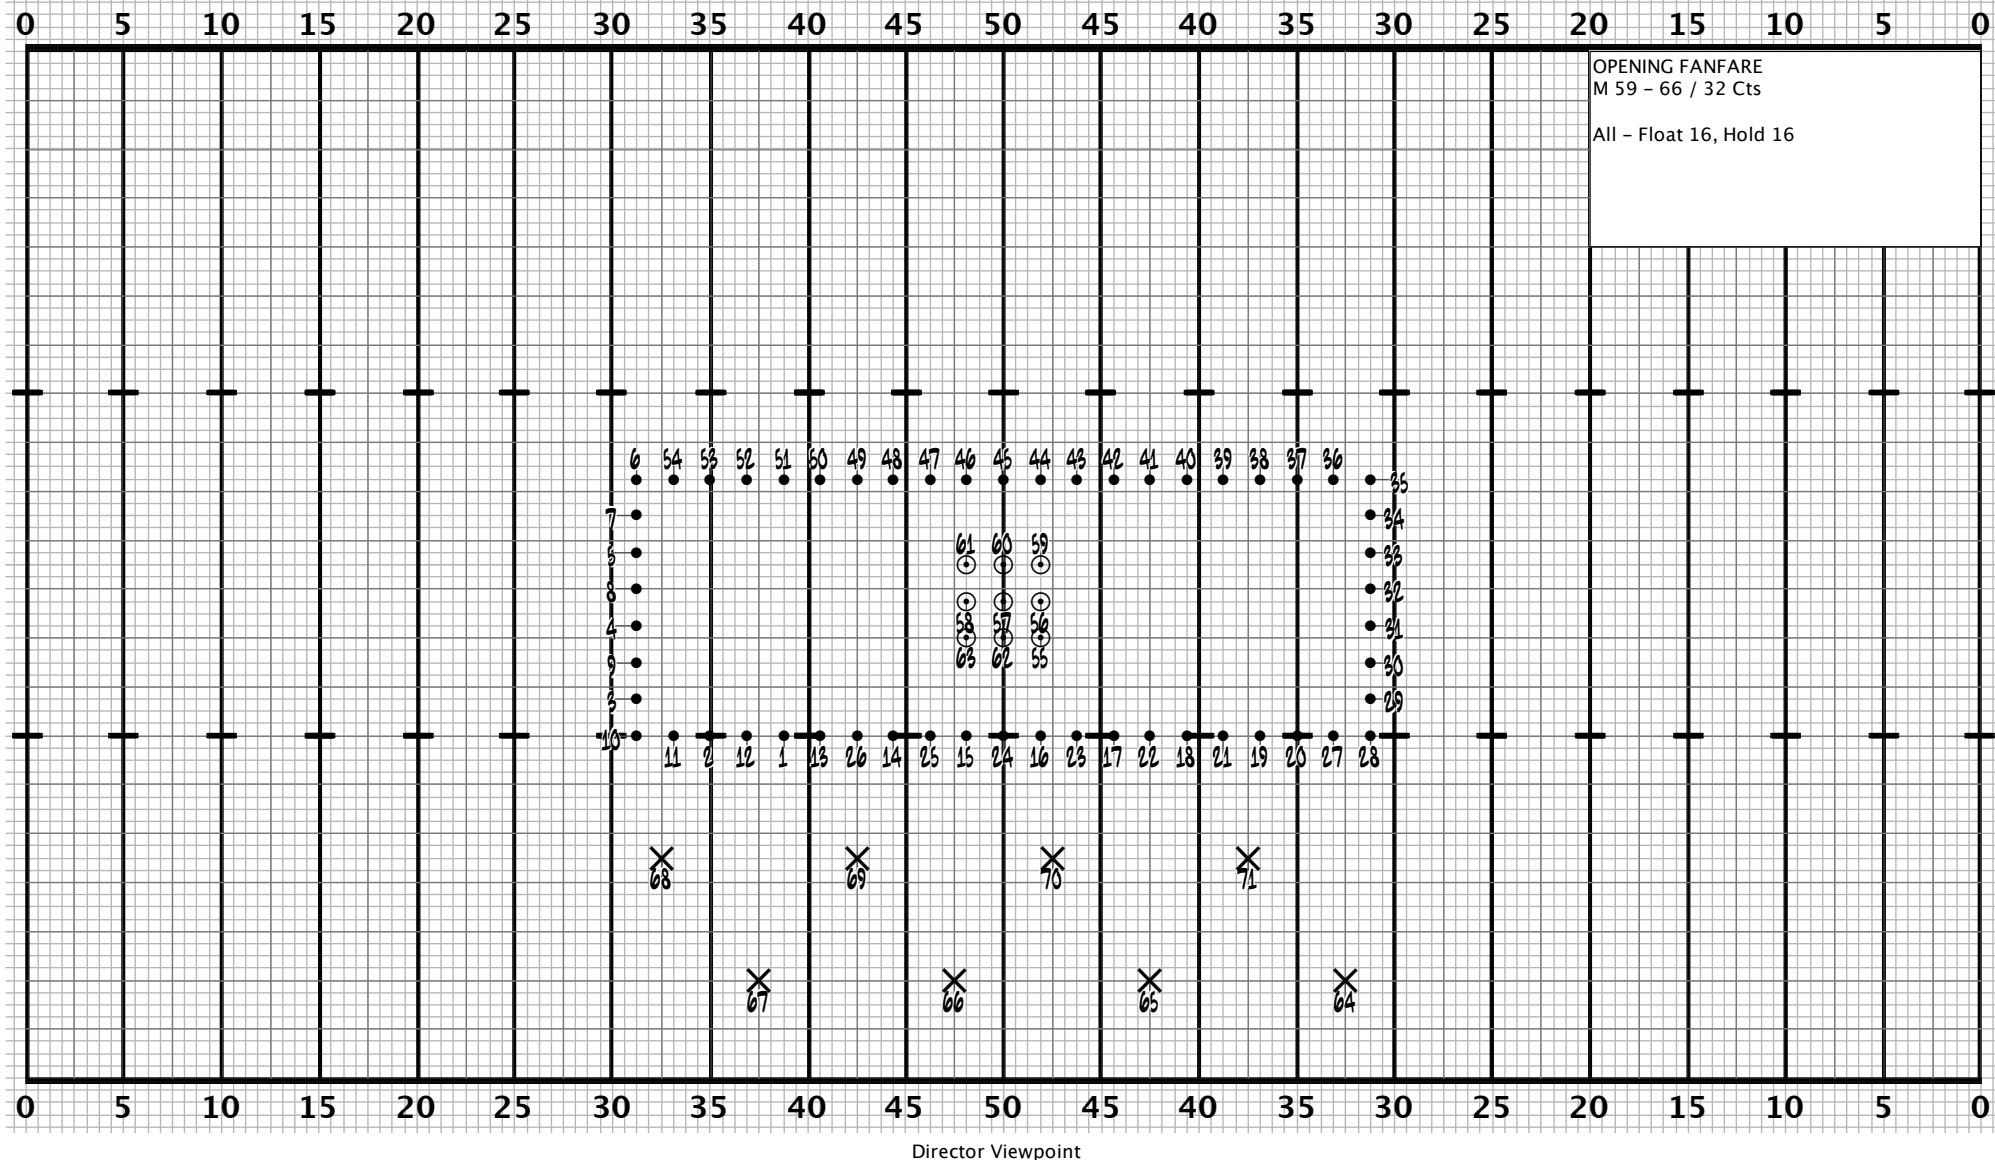 0 5 10 15 20 25 30 35 40 45 50 45 40 35 30 25 20 15 10 5 0
OPENING FANFARE
M 59 – 66 / 32 Cts
All – Float 16, Hold 16
6 54 53 52 51 50 49 48 47 46 45 44 43 42 41 40 39 38 37 36
35
7 34
61 60 59
5 33
8 32
58 57 56
4 31
63 62 55
9 30
3 29
10
11 2 12 1 13 26 14 25 15 24 16 23 17 22 18 21 19 20 27 28
68 69 70 71
67 66 65 64
0 5 10 15 20 25 30 35 40 45 50 45 40 35 30 25 20 15 10 5 0
Director Viewpoint